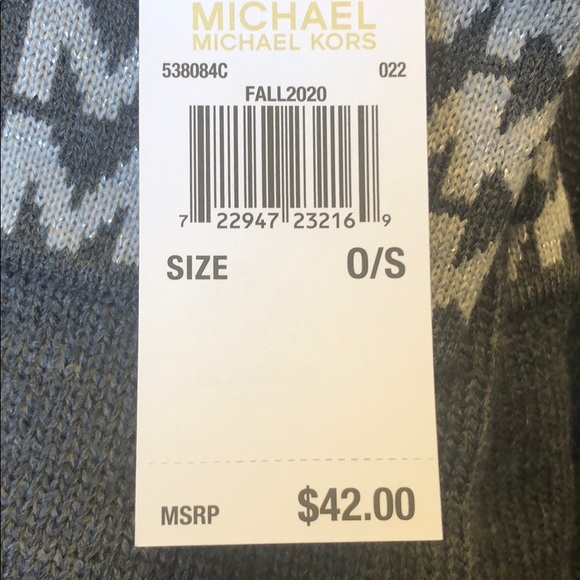 MICHAEL
MICHAEL KORS
538084C 022
FALL2020
7 22947 23216 9
SIZE O/S
MSRP $42.00